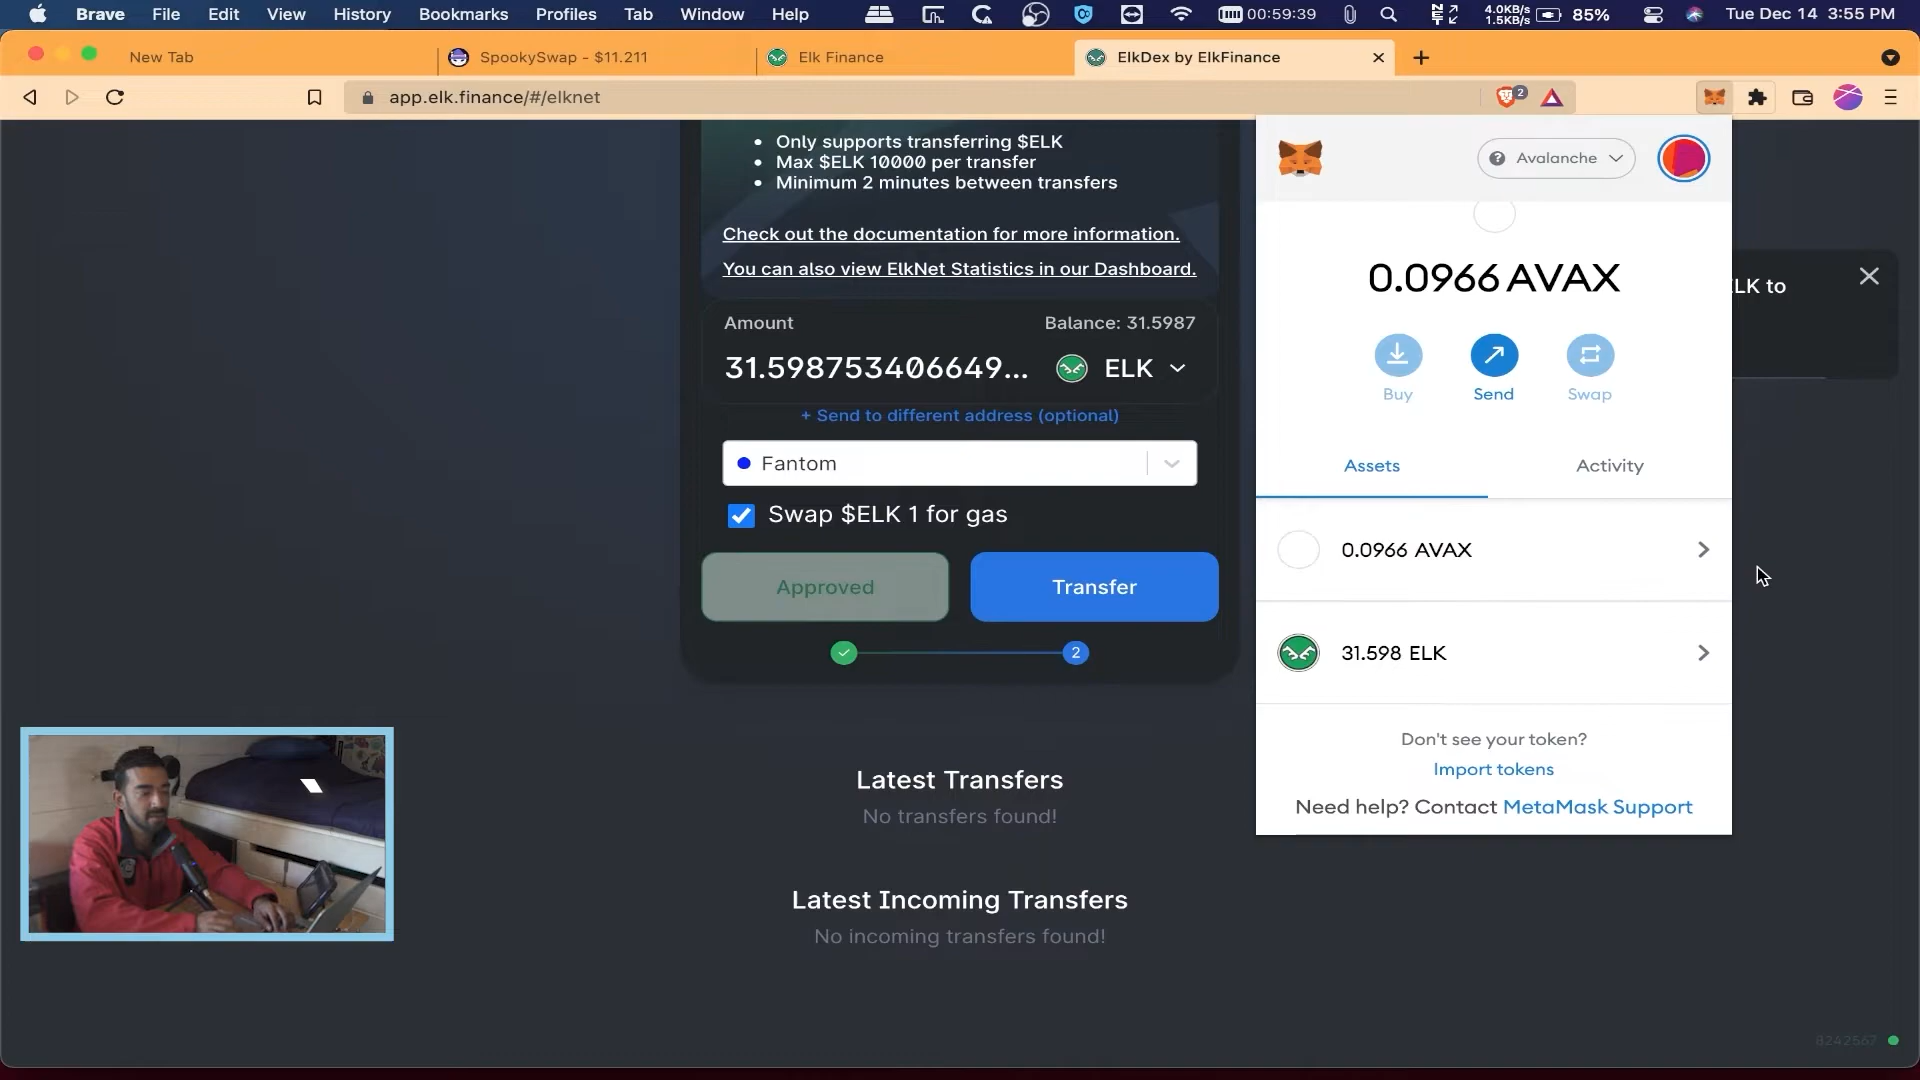 Brave File Edit View History Bookmarks Profiles Tab Window Help 00:59:39 4.0KB/s 1.5KB/s 85% Tue Dec 14 3:55 PM
New Tab SpookySwap - $11.211 Elk Finance ElkDex by ElkFinance
app.elk.finance/#/elknet 2
• Only supports transferring $ELK
• Max $ELK 10000 per transfer
• Minimum 2 minutes between transfers
Check out the documentation for more information.
You can also view ElkNet Statistics in our Dashboard.
Amount Balance: 31.5987
31.598753406649... ELK
+ Send to different address (optional)
Fantom
Swap $ELK 1 for gas
Approved Transfer
2
Latest Transfers
No transfers found!
Latest Incoming Transfers
No incoming transfers found!
? Avalanche
0.0966 AVAX
Buy Send Swap
Assets Activity
0.0966 AVAX
31.598 ELK
Don't see your token?
Import tokens
Need help? Contact MetaMask Support
LK to
8242567